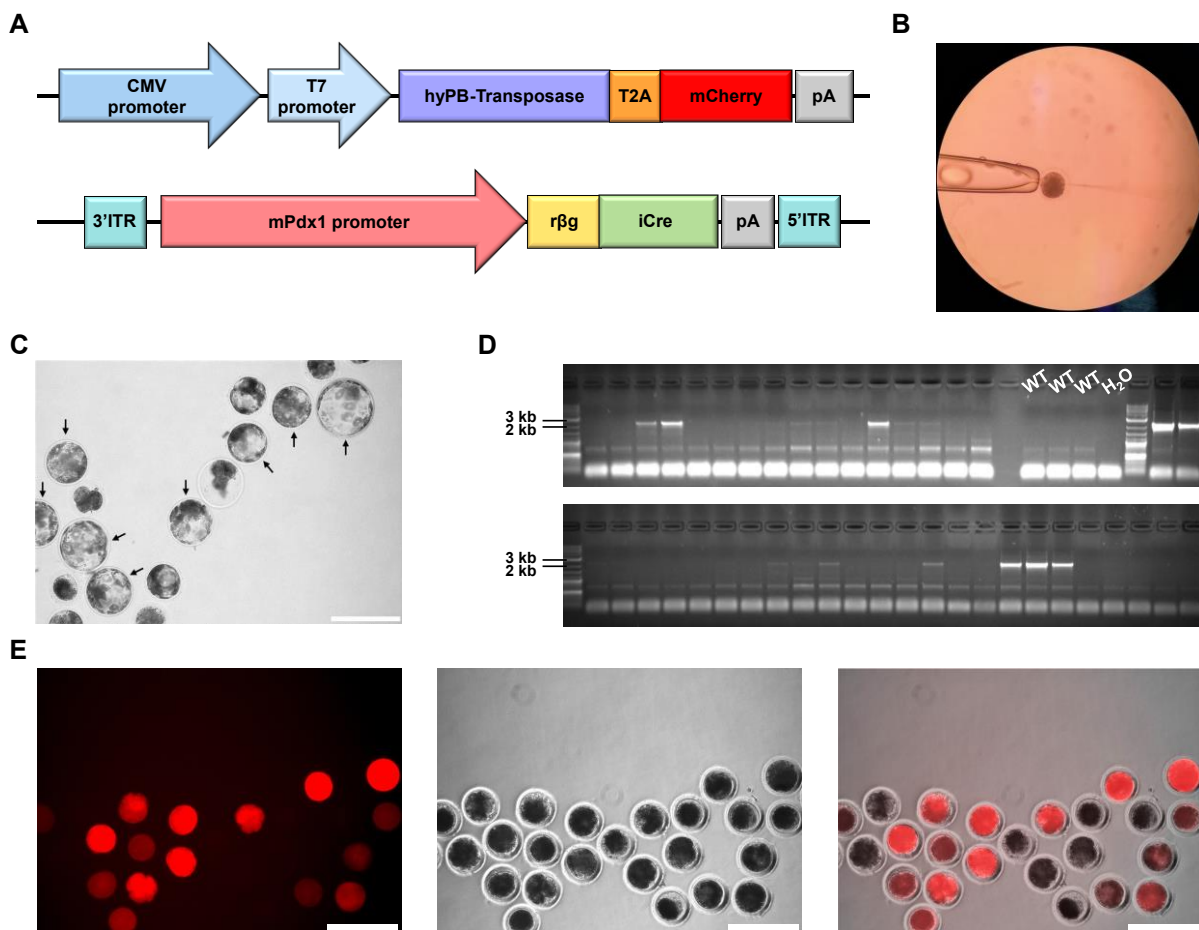 A
CMV
promoter
T7
promoter
hyPB-Transposase
T2A
mCherry
pA
3'ITR
mPdx1 promoter
rβg
iCre
pA
5'ITR
B
C
D
WT
WT
WT
H₂O
3 kb
2 kb
3 kb
2 kb
E